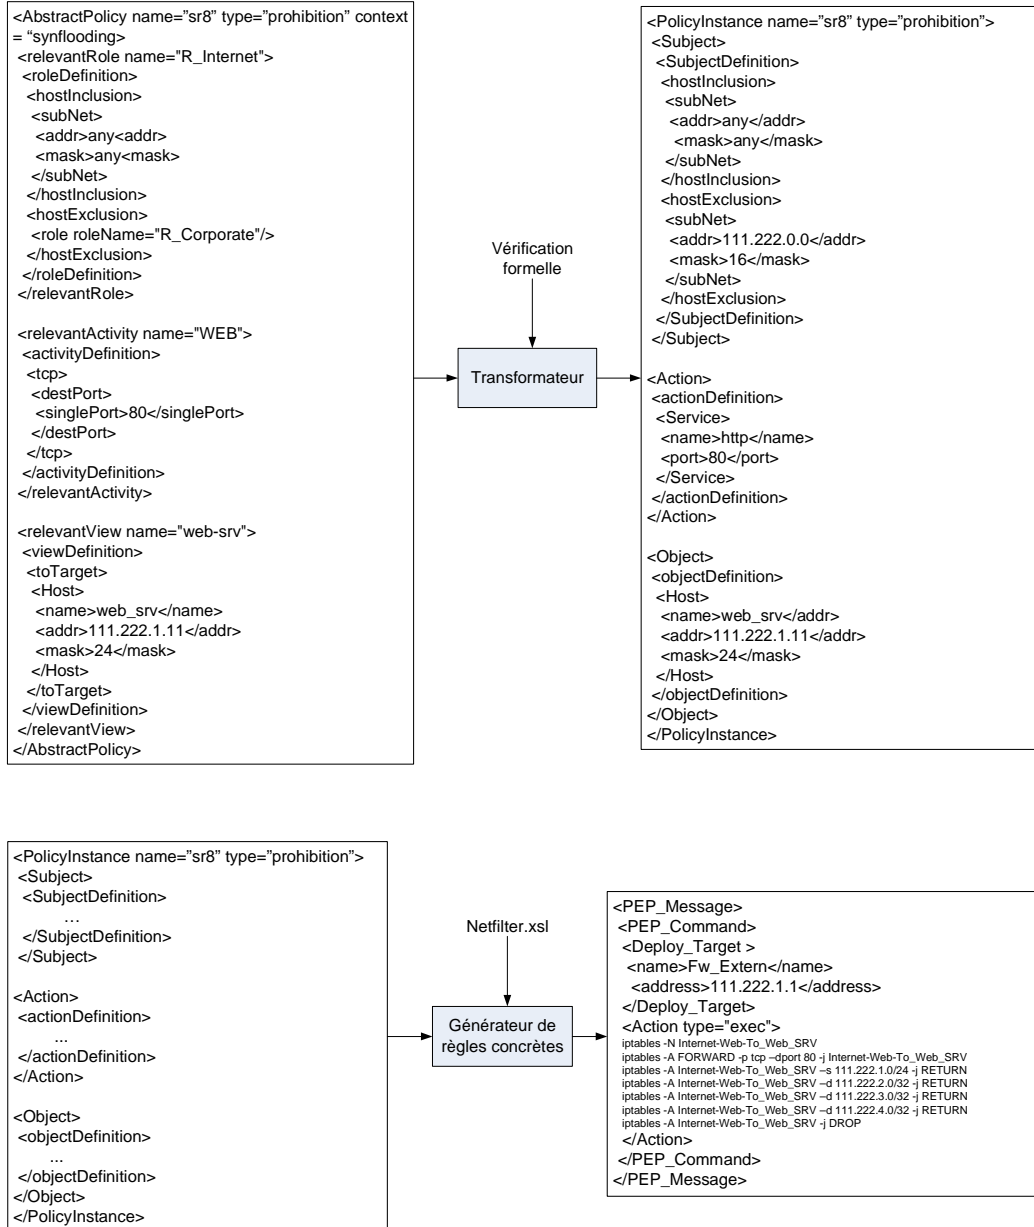 <AbstractPolicy name=”sr8” type=”prohibition” context
= “synflooding>
<relevantRole name="R_Internet">
<roleDefinition>
<hostInclusion>
<subNet>
<addr>any<addr>
<mask>any<mask>
</subNet>
</hostInclusion>
<hostExclusion>
<role roleName="R_Corporate"/>
</hostExclusion>
</roleDefinition>
</relevantRole>
<relevantActivity name="WEB">
<activityDefinition>
<tcp>
<destPort>
<singlePort>80</singlePort>
</destPort>
</tcp>
</activityDefinition>
</relevantActivity>
<relevantView name="web-srv">
<viewDefinition>
<toTarget>
<Host>
<name>web_srv</name>
<addr>111.222.1.11</addr>
<mask>24</mask>
</Host>
</toTarget>
</viewDefinition>
</relevantView>
</AbstractPolicy>
Vérification
formelle
Transformateur
<PolicyInstance name=”sr8” type=”prohibition”>
<Subject>
<SubjectDefinition>
<hostInclusion>
<subNet>
<addr>any</addr>
<mask>any</mask>
</subNet>
</hostInclusion>
<hostExclusion>
<subNet>
<addr>111.222.0.0</addr>
<mask>16</mask>
</subNet>
</hostExclusion>
</SubjectDefinition>
</Subject>
<Action>
<actionDefinition>
<Service>
<name>http</name>
<port>80</port>
</Service>
</actionDefinition>
</Action>
<Object>
<objectDefinition>
<Host>
<name>web_srv</addr>
<addr>111.222.1.11</addr>
<mask>24</mask>
</Host>
</objectDefinition>
</Object>
</PolicyInstance>
<PolicyInstance name=”sr8” type=”prohibition”>
<Subject>
<SubjectDefinition>
…
</SubjectDefinition>
</Subject>
<Action>
<actionDefinition>
...
</actionDefinition>
</Action>
<Object>
<objectDefinition>
...
</objectDefinition>
</Object>
</PolicyInstance>
Netfilter.xsl
Générateur de
règles concrètes
<PEP_Message>
<PEP_Command>
<Deploy_Target >
<name>Fw_Extern</name>
<address>111.222.1.1</address>
</Deploy_Target>
<Action type="exec">
iptables -N Internet-Web-To_Web_SRV
iptables -A FORWARD -p tcp –dport 80 -j Internet-Web-To_Web_SRV
iptables -A Internet-Web-To_Web_SRV –s 111.222.1.0/24 -j RETURN
iptables -A Internet-Web-To_Web_SRV –d 111.222.2.0/32 -j RETURN
iptables -A Internet-Web-To_Web_SRV –d 111.222.3.0/32 -j RETURN
iptables -A Internet-Web-To_Web_SRV –d 111.222.4.0/32 -j RETURN
iptables -A Internet-Web-To_Web_SRV -j DROP
</Action>
</PEP_Command>
</PEP_Message>